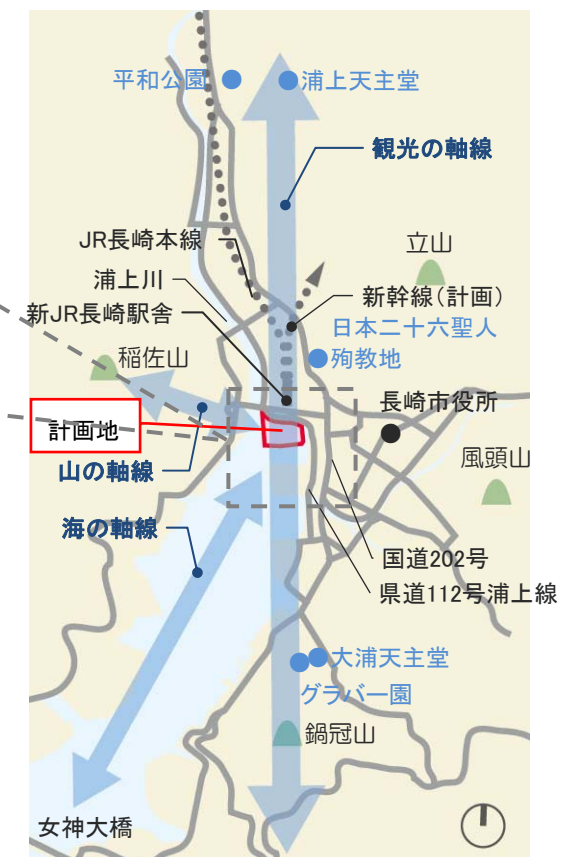 平和公園
浦上天主堂
観光の軸線
JR長崎本線
立山
浦上川
新幹線(計画)
新JR長崎駅舎
日本二十六聖人
殉教地
稲佐山
長崎市役所
計画地
風頭山
山の軸線
海の軸線
国道202号
県道112号浦上線
大浦天主堂
グラバー園
鍋冠山
女神大橋